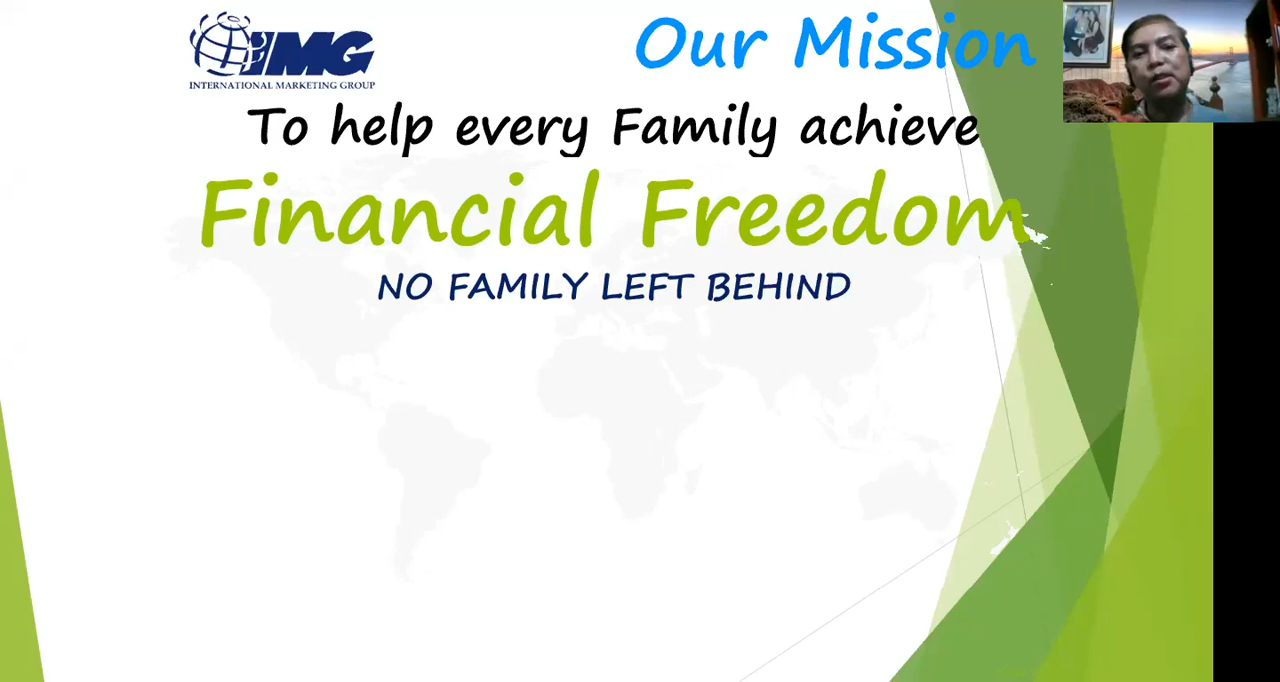 IMG
INTERNATIONAL MARKETING GROUP
Our Mission
To help every Family achieve
Financial Freedom
NO FAMILY LEFT BEHIND